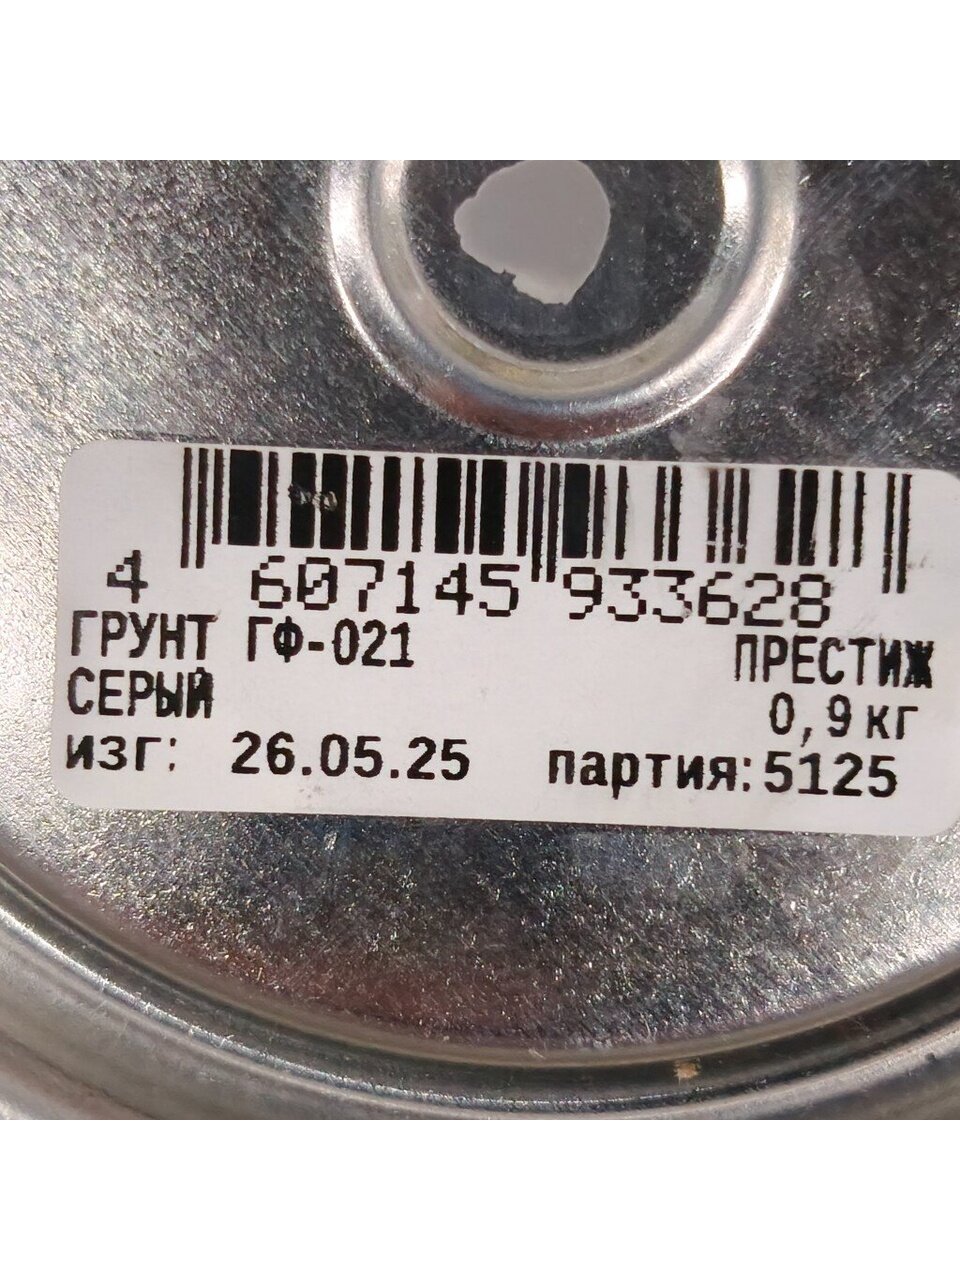 4 607145 933628
ГРУНТ ГФ-021 ПРЕСТИЖ
СЕРЫЙ 0,9 кг
изг: 26.05.25 партия: 5125